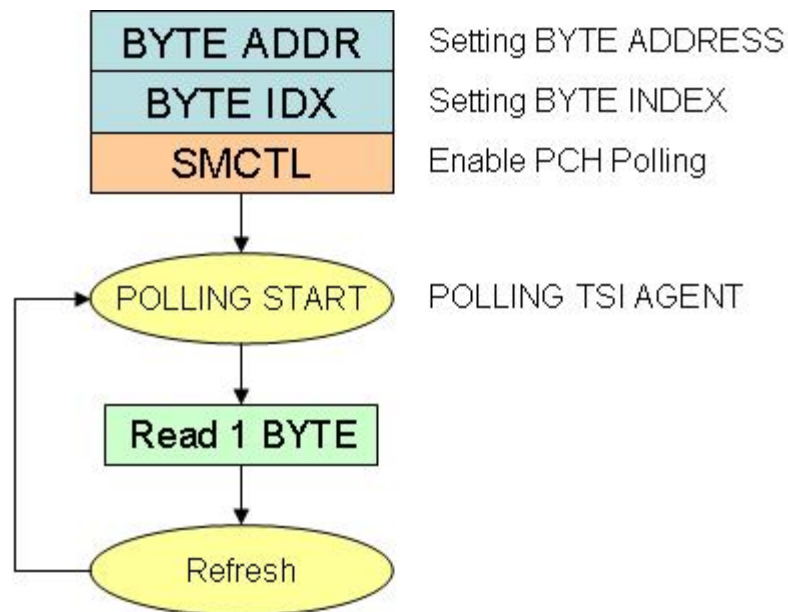 BYTE ADDR
Setting BYTE ADDRESS
BYTE IDX
Setting BYTE INDEX
SMCTL
Enable PCH Polling
POLLING START
POLLING TSI AGENT
Read 1 BYTE
Refresh